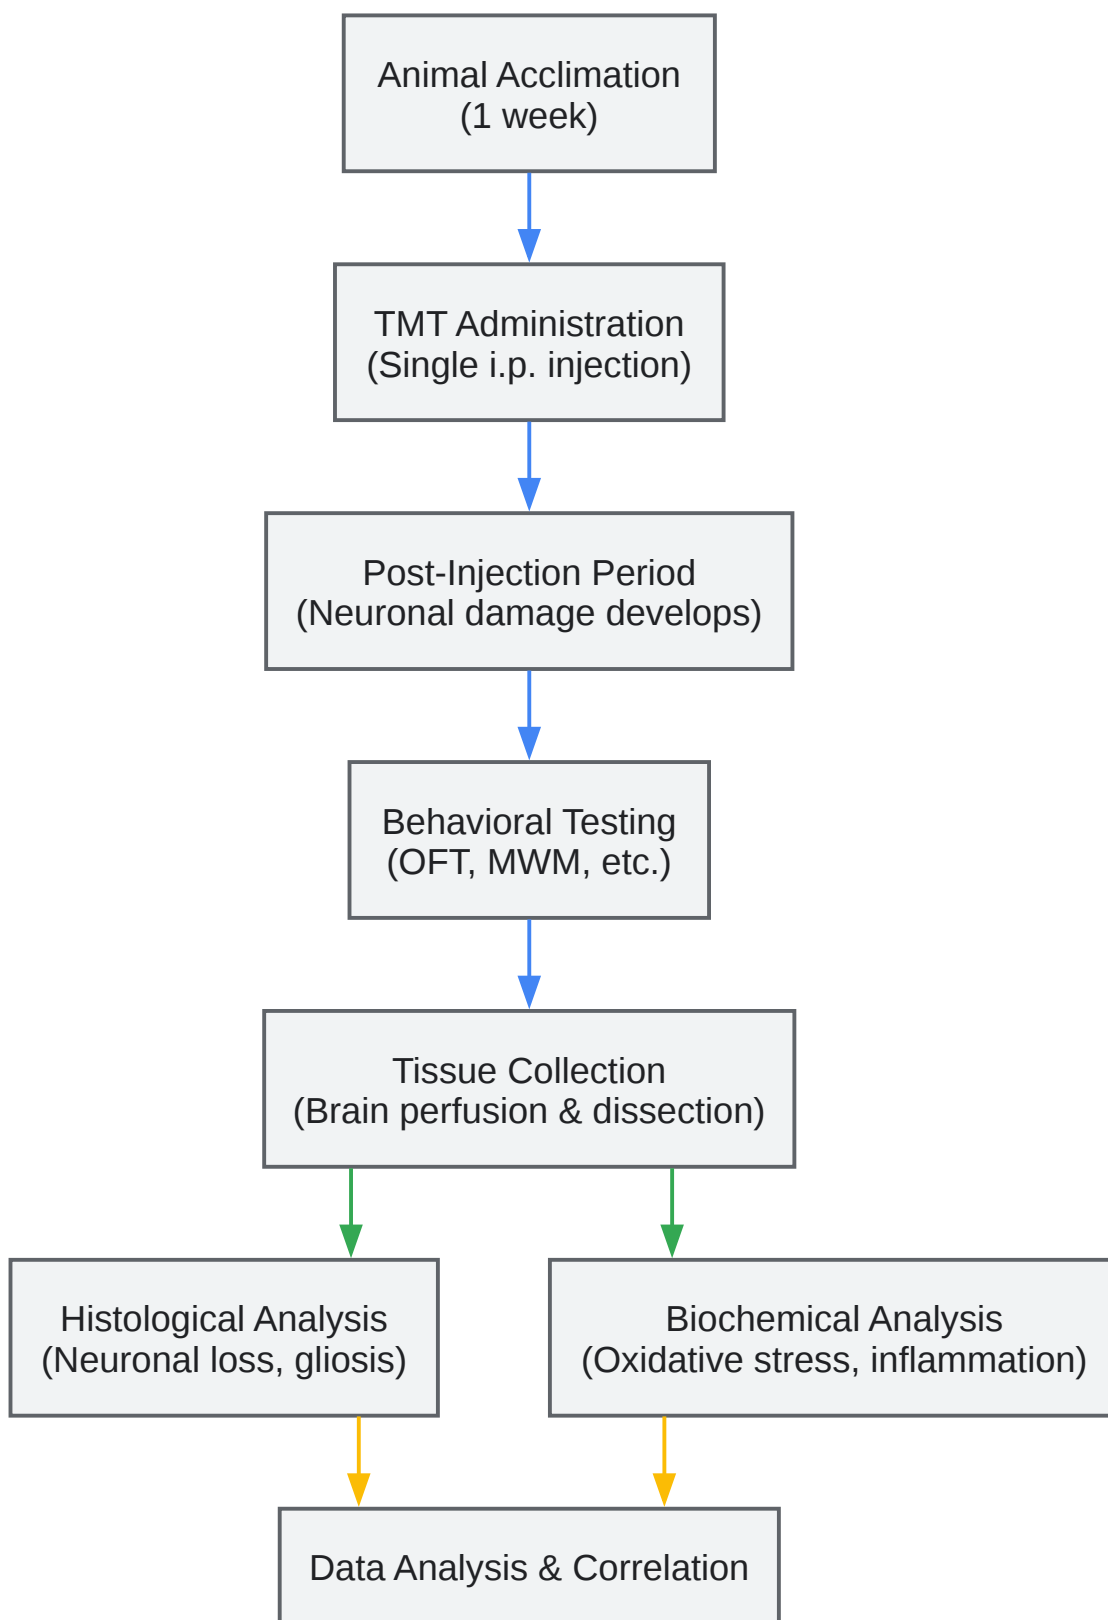 Animal Acclimation
(1 week)
TMT Administration
(Single i.p. injection)
Post-Injection Period
(Neuronal damage develops)
Behavioral Testing
(OFT, MWM, etc.)
Tissue Collection
(Brain perfusion & dissection)
Histological Analysis
(Neuronal loss, gliosis)
Biochemical Analysis
(Oxidative stress, inflammation)
Data Analysis & Correlation